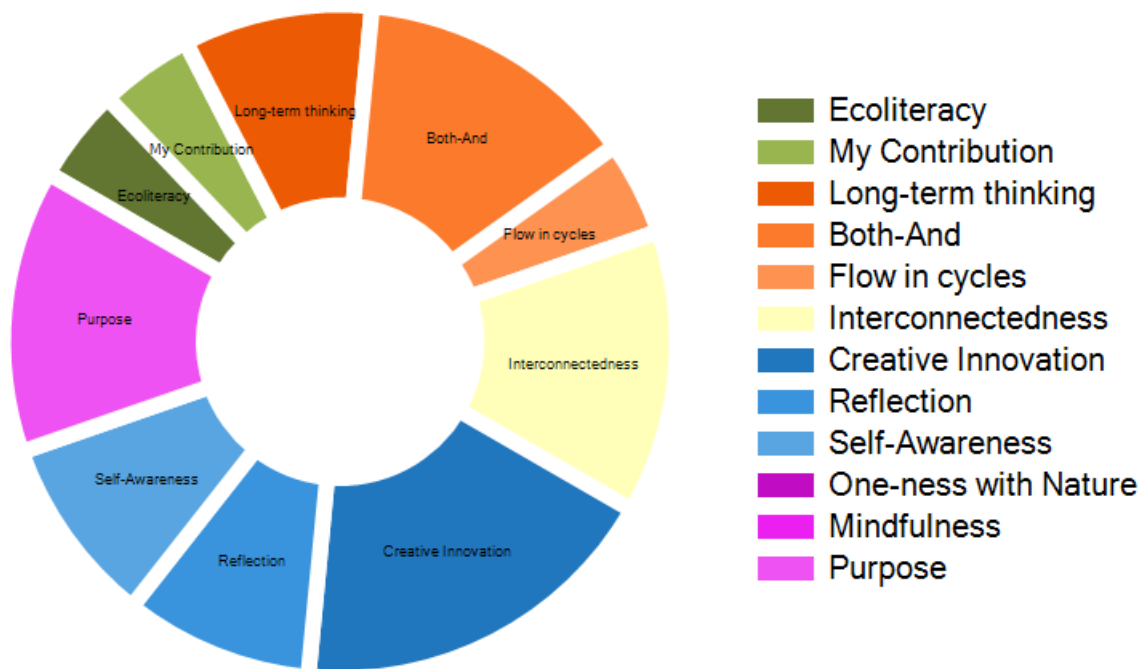 Long-term thinking
Both-And
My Contribution
Ecoliteracy
Flow in cycles
Purpose
Interconnectedness
Self-Awareness
Creative Innovation
Reflection
Ecoliteracy
My Contribution
Long-term thinking
Both-And
Flow in cycles
Interconnectedness
Creative Innovation
Reflection
Self-Awareness
One-ness with Nature
Mindfulness
Purpose